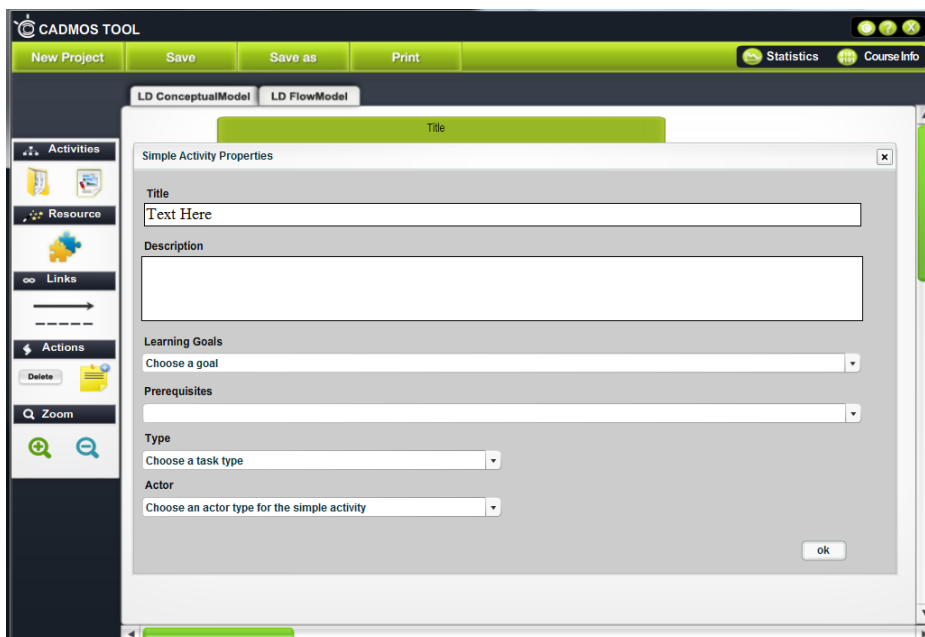 CADMOS TOOL
New Project Save Save as Print Statistics Course Info
LD ConceptualModel LD FlowModel
Title
Activities
Resource
Links
Actions
Delete
Zoom
Simple Activity Properties
Title
Text Here
Description
Learning Goals
Choose a goal
Prerequisites
Type
Choose a task type
Actor
Choose an actor type for the simple activity
ok